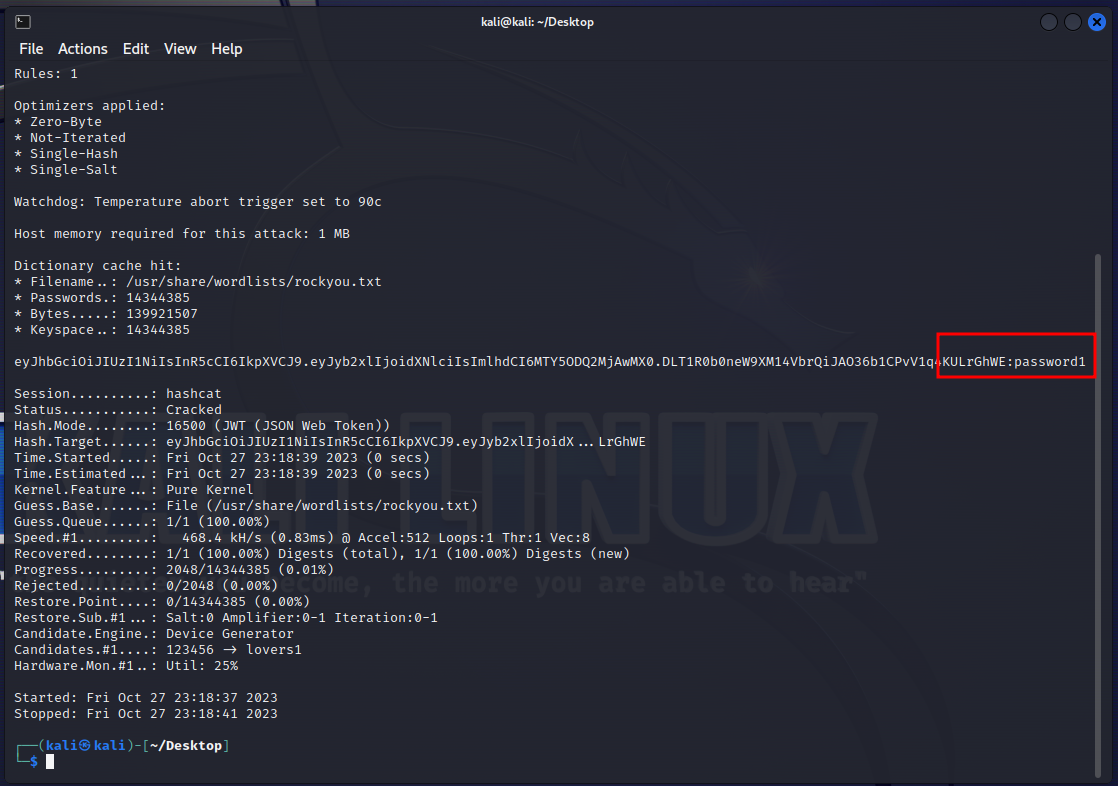 kali@kali: ~/Desktop
File Actions Edit View Help
Rules: 1
Optimizers applied:
* Zero-Byte
* Not-Iterated
* Single-Hash
* Single-Salt
Watchdog: Temperature abort trigger set to 90c
Host memory required for this attack: 1 MB
Dictionary cache hit:
* Filename..: /usr/share/wordlists/rockyou.txt
* Passwords.: 14344385
* Bytes.....: 139921507
* Keyspace..: 14344385
eyJhbGciOiJIUzI1NiIsInR5cCI6IkpXVCJ9.eyJyb2xlIjoidXNlciIsImlhdCI6MTY5ODQ2MjAwMX0.DLT1R0b0neW9XM14VbrQiJAO36b1CPvV1q4KULrGhWE:password1
Session..........: hashcat
Status...........: Cracked
Hash.Mode........: 16500 (JWT (JSON Web Token))
Hash.Target......: eyJhbGciOiJIUzI1NiIsInR5cCI6IkpXVCJ9.eyJyb2xlIjoidX...LrGhWE
Time.Started.....: Fri Oct 27 23:18:39 2023 (0 secs)
Time.Estimated...: Fri Oct 27 23:18:39 2023 (0 secs)
Kernel.Feature...: Pure Kernel
Guess.Base.......: File (/usr/share/wordlists/rockyou.txt)
Guess.Queue......: 1/1 (100.00%)
Speed.#1.........:   468.4 kH/s (0.83ms) @ Accel:512 Loops:1 Thr:1 Vec:8
Recovered........: 1/1 (100.00%) Digests (total), 1/1 (100.00%) Digests (new)
Progress.........: 2048/14344385 (0.01%)
Rejected.........: 0/2048 (0.00%)
Restore.Point....: 0/14344385 (0.00%)
Restore.Sub.#1...: Salt:0 Amplifier:0-1 Iteration:0-1
Candidate.Engine.: Device Generator
Candidates.#1....: 123456 -> lovers1
Hardware.Mon.#1..: Util: 25%
Started: Fri Oct 27 23:18:37 2023
Stopped: Fri Oct 27 23:18:41 2023
┌──(kali㉿kali)-[~/Desktop]
└─$
LINUX
the more you are able to hear"